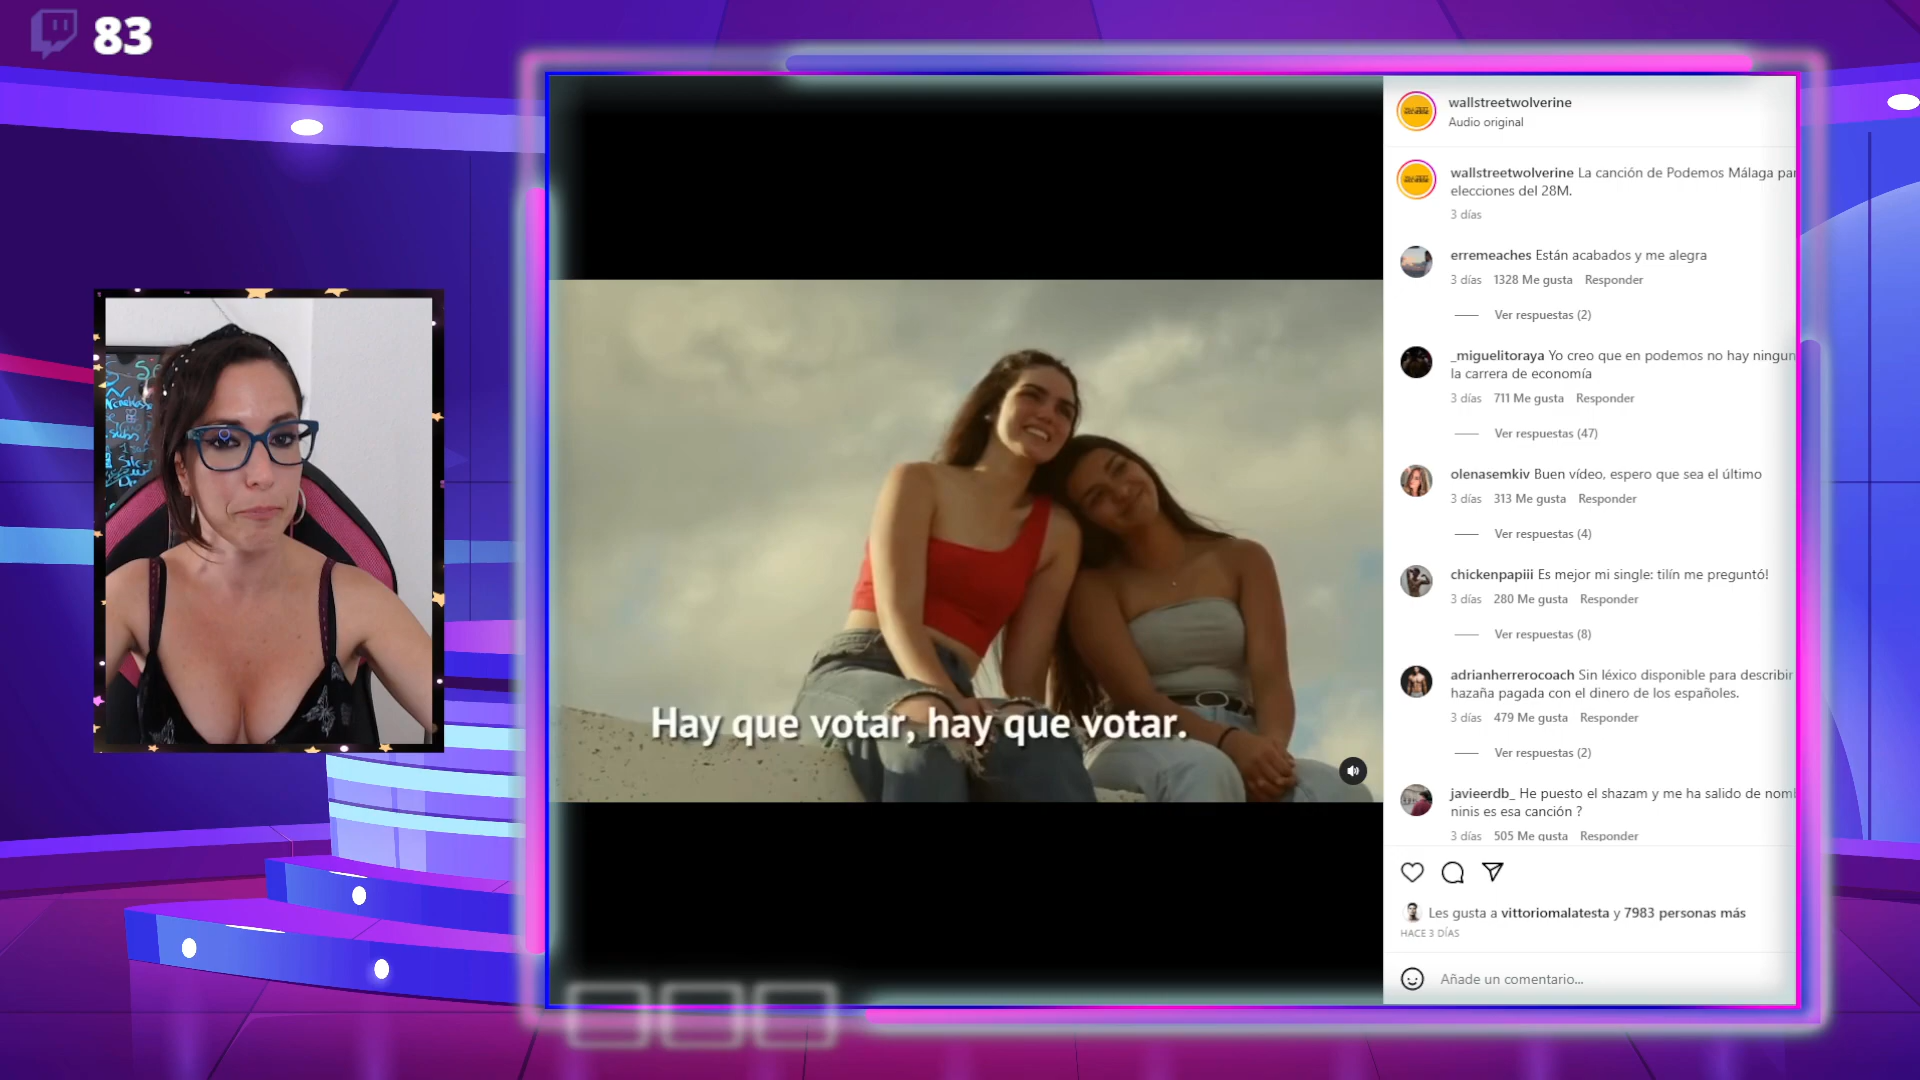 83
wallstreetwolverine
Audio original
wallstreetwolverine La canción de Podemos Málaga
elecciones del 28M.
3 días
erremeaches Están acabados y me alegra
3 días 1328 Me gusta Responder
Ver respuestas (2)
_miguelitoraya Yo creo que en podemos no hay
la carrera de economía
3 días 711 Me gusta Responder
Ver respuestas (47)
olenasemkiv Buen vídeo, espero que sea el último
3 días 313 Me gusta Responder
Ver respuestas (4)
chickenpapiii Es mejor mi single: tilín me preguntó!
3 días 280 Me gusta Responder
Ver respuestas (8)
adrianherrerocoach Sin léxico disponible para describir
hazaña pagada con el dinero de los españoles.
3 días 479 Me gusta Responder
Ver respuestas (2)
javieerdb_ He puesto el shazam y me ha salido de
ninis es esa canción ?
3 días 505 Me gusta Responder
Les gusta a vittoriomalatesta y 7983 personas más
HACE 3 DÍAS
Añade un comentario...
Hay que votar, hay que votar.